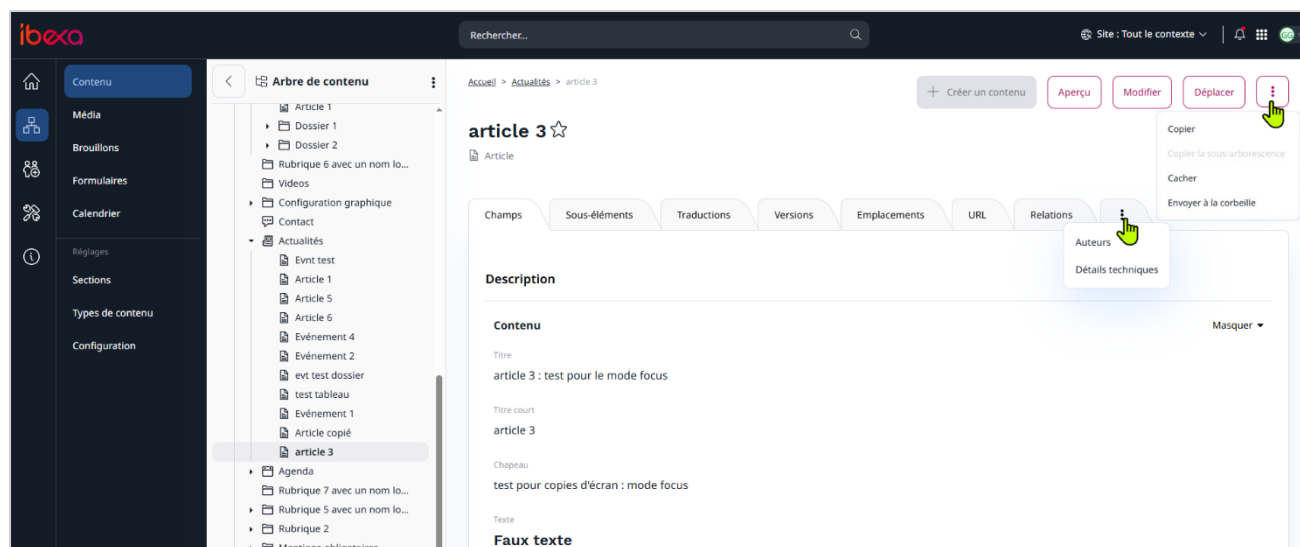 ibexa
Rechercher...
Site : Tout le contexte
GG
Contenu
Média
Brouillons
Formulaires
Calendrier
Réglages
Sections
Types de contenu
Configuration
Arbre de contenu
Article 1
Dossier 1
Dossier 2
Rubrique 6 avec un nom lo...
Videos
Configuration graphique
Contact
Actualités
Evnt test
Article 1
Article 5
Article 6
Evénement 4
Evénement 2
evt test dossier
test tableau
Evénement 1
Article copié
article 3
Agenda
Rubrique 7 avec un nom lo...
Rubrique 5 avec un nom lo...
Rubrique 2
Mentions obligatoires
Accueil > Actualités > article 3
+ Créer un contenu
Aperçu
Modifier
Déplacer
Copier
Copier la sous-arborescence
Cacher
Envoyer à la corbeille
article 3
Article
Champs
Sous-éléments
Traductions
Versions
Emplacements
URL
Relations
Auteurs
Détails techniques
Description
Contenu
Masquer
Titre
article 3 : test pour le mode focus
Titre court
article 3
Chapeau
test pour copies d'écran : mode focus
Texte
Faux texte